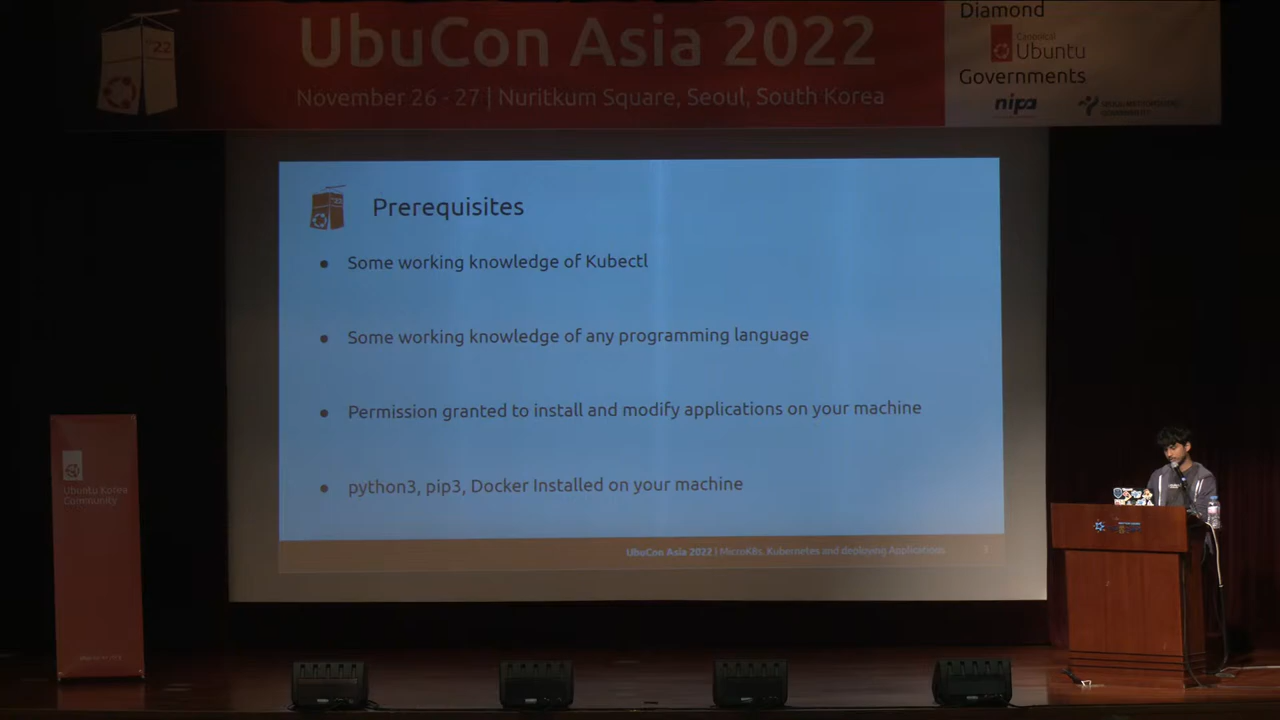 UbuCon Asia 2022
November 26 - 27 | Nuritkum Square, Seoul, South Korea
Diamond
Canonical
Ubuntu
Governments
nipa
'22
Prerequisites
● Some working knowledge of Kubectl
● Some working knowledge of any programming language
● Permission granted to install and modify applications on your machine
● python3, pip3, Docker Installed on your machine
UbuCon Asia 2022 | MicroK8s, Kubernetes and deploying Applications
Ubuntu Korea
Community